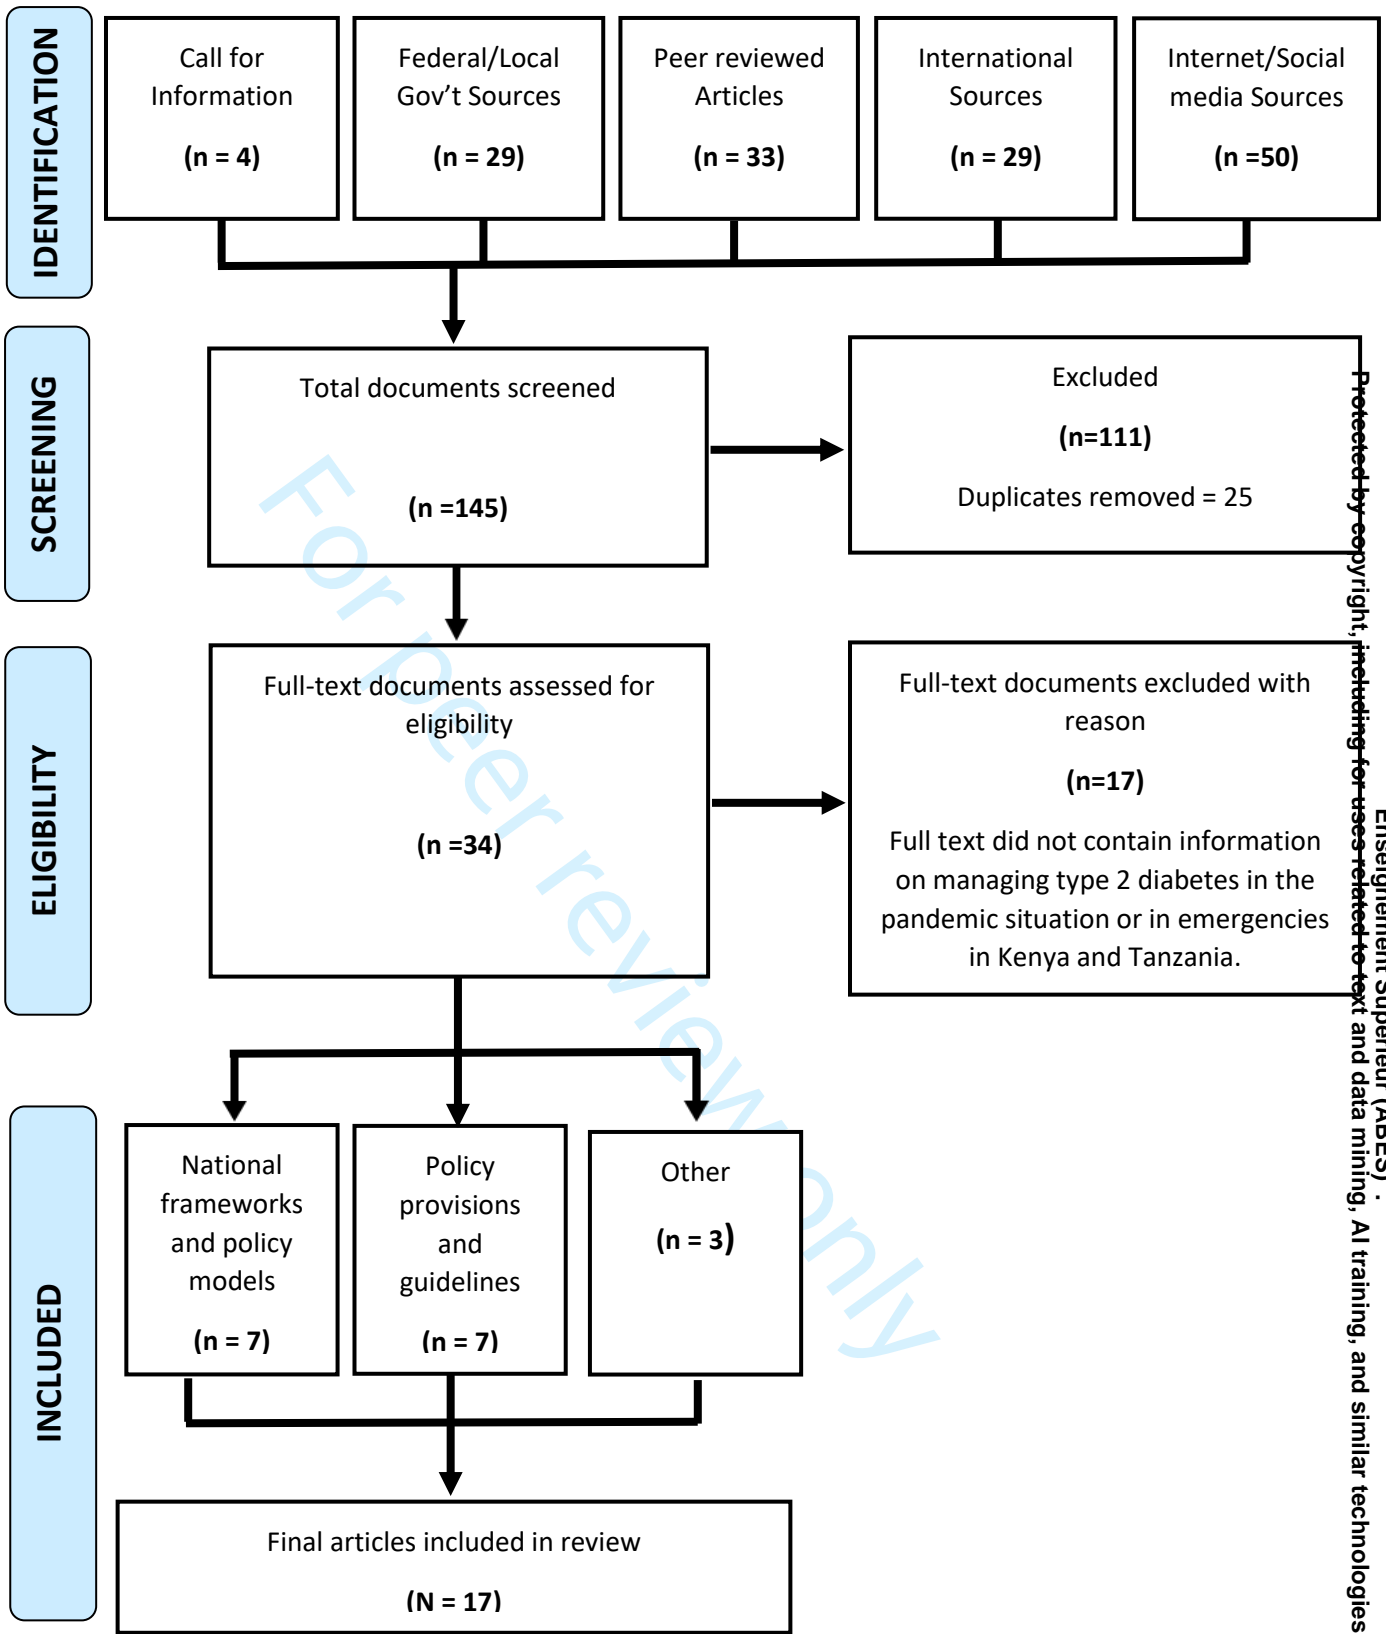 IDENTIFICATION
Call for
Information
(n = 4)
Federal/Local
Gov’t Sources
(n = 29)
Peer reviewed
Articles
(n = 33)
International
Sources
(n = 29)
Internet/Social
media Sources
(n =50)
SCREENING
Total documents screened
(n =145)
Excluded
(n=111)
Duplicates removed = 25
ELIGIBILITY
Full-text documents assessed for
eligibility
(n =34)
Full-text documents excluded with
reason
(n=17)
Full text did not contain information
on managing type 2 diabetes in the
pandemic situation or in emergencies
in Kenya and Tanzania.
INCLUDED
National
frameworks
and policy
models
(n = 7)
Policy
provisions
and
guidelines
(n = 7)
Other
(n = 3)
Final articles included in review
(N = 17)
For peer review only
Enseignement Superieur (ABES) .
Protected by copyright, including for uses related to text and data mining, AI training, and similar technologies